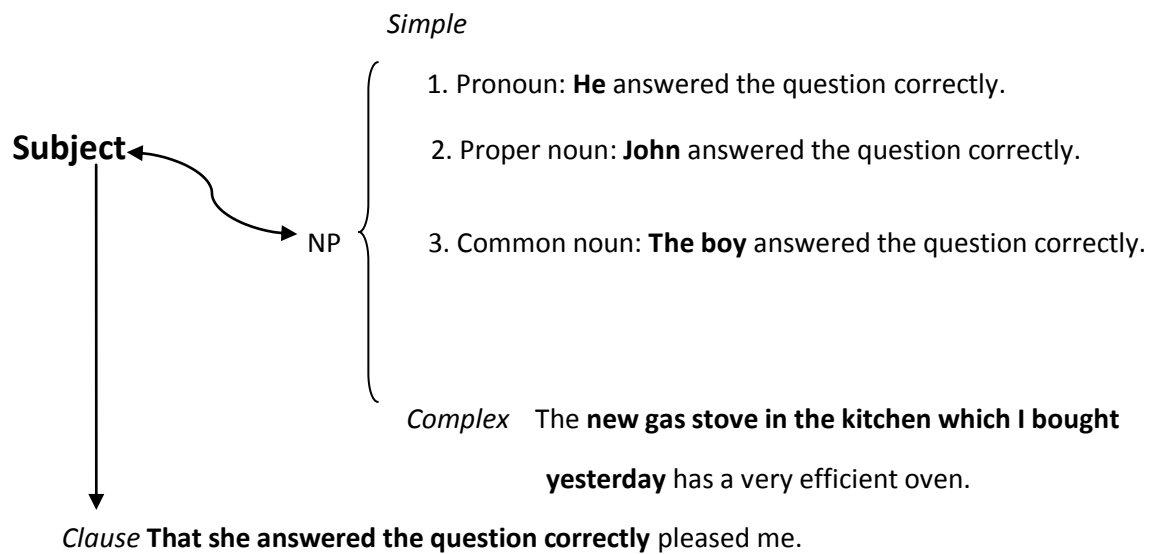 Simple
1. Pronoun: He answered the question correctly.
Subject
2. Proper noun: John answered the question correctly.
NP
3. Common noun: The boy answered the question correctly.
Complex The new gas stove in the kitchen which I bought
yesterday has a very efficient oven.
Clause That she answered the question correctly pleased me.